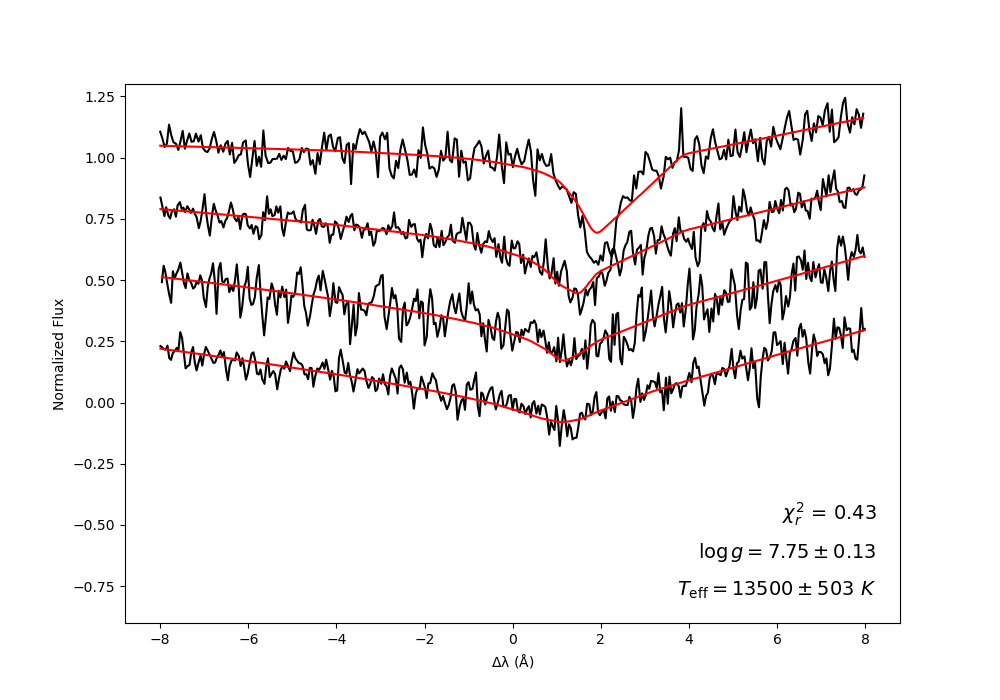 1.25
1.00
0.75
0.50
0.25
0.00
−0.25
−0.50
−0.75
Normalized Flux
χ²ᵣ = 0.43
log g = 7.75 ± 0.13
T_eff = 13500 ± 503 K
−8 −6 −4 −2 0 2 4 6 8
Δλ (Å)